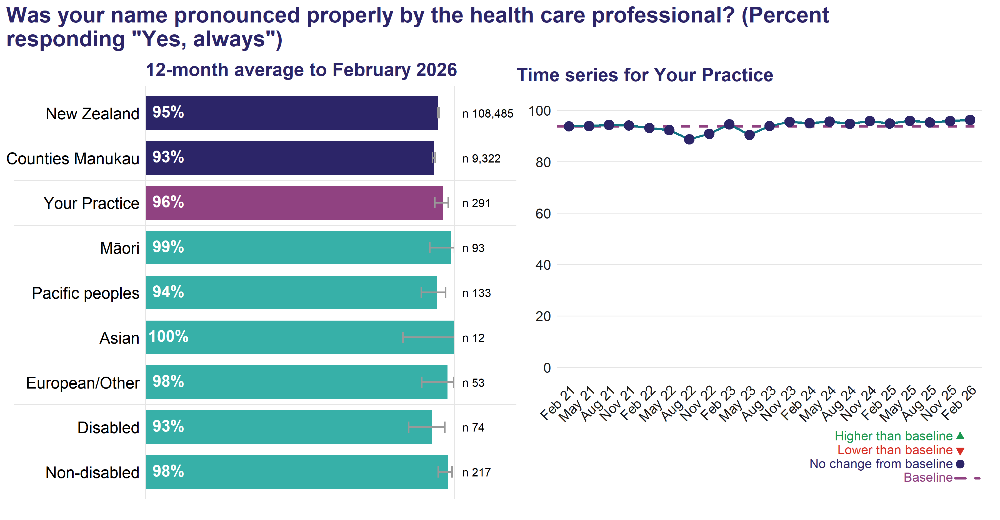 Was your name pronounced properly by the health care professional? (Percent
responding "Yes, always")
12-month average to February 2026
New Zealand 95% n 108,485
Counties Manukau 93% n 9,322
Your Practice 96% n 291
Māori 99% n 93
Pacific peoples 94% n 133
Asian 100% n 12
European/Other 98% n 53
Disabled 93% n 74
Non-disabled 98% n 217
Time series for Your Practice
100
80
60
40
20
0
Feb 21
May 21
Aug 21
Nov 21
Feb 22
May 22
Aug 22
Nov 22
Feb 23
May 23
Aug 23
Nov 23
Feb 24
May 24
Aug 24
Nov 24
Feb 25
May 25
Aug 25
Nov 25
Feb 26
Higher than baseline
Lower than baseline
No change from baseline
Baseline